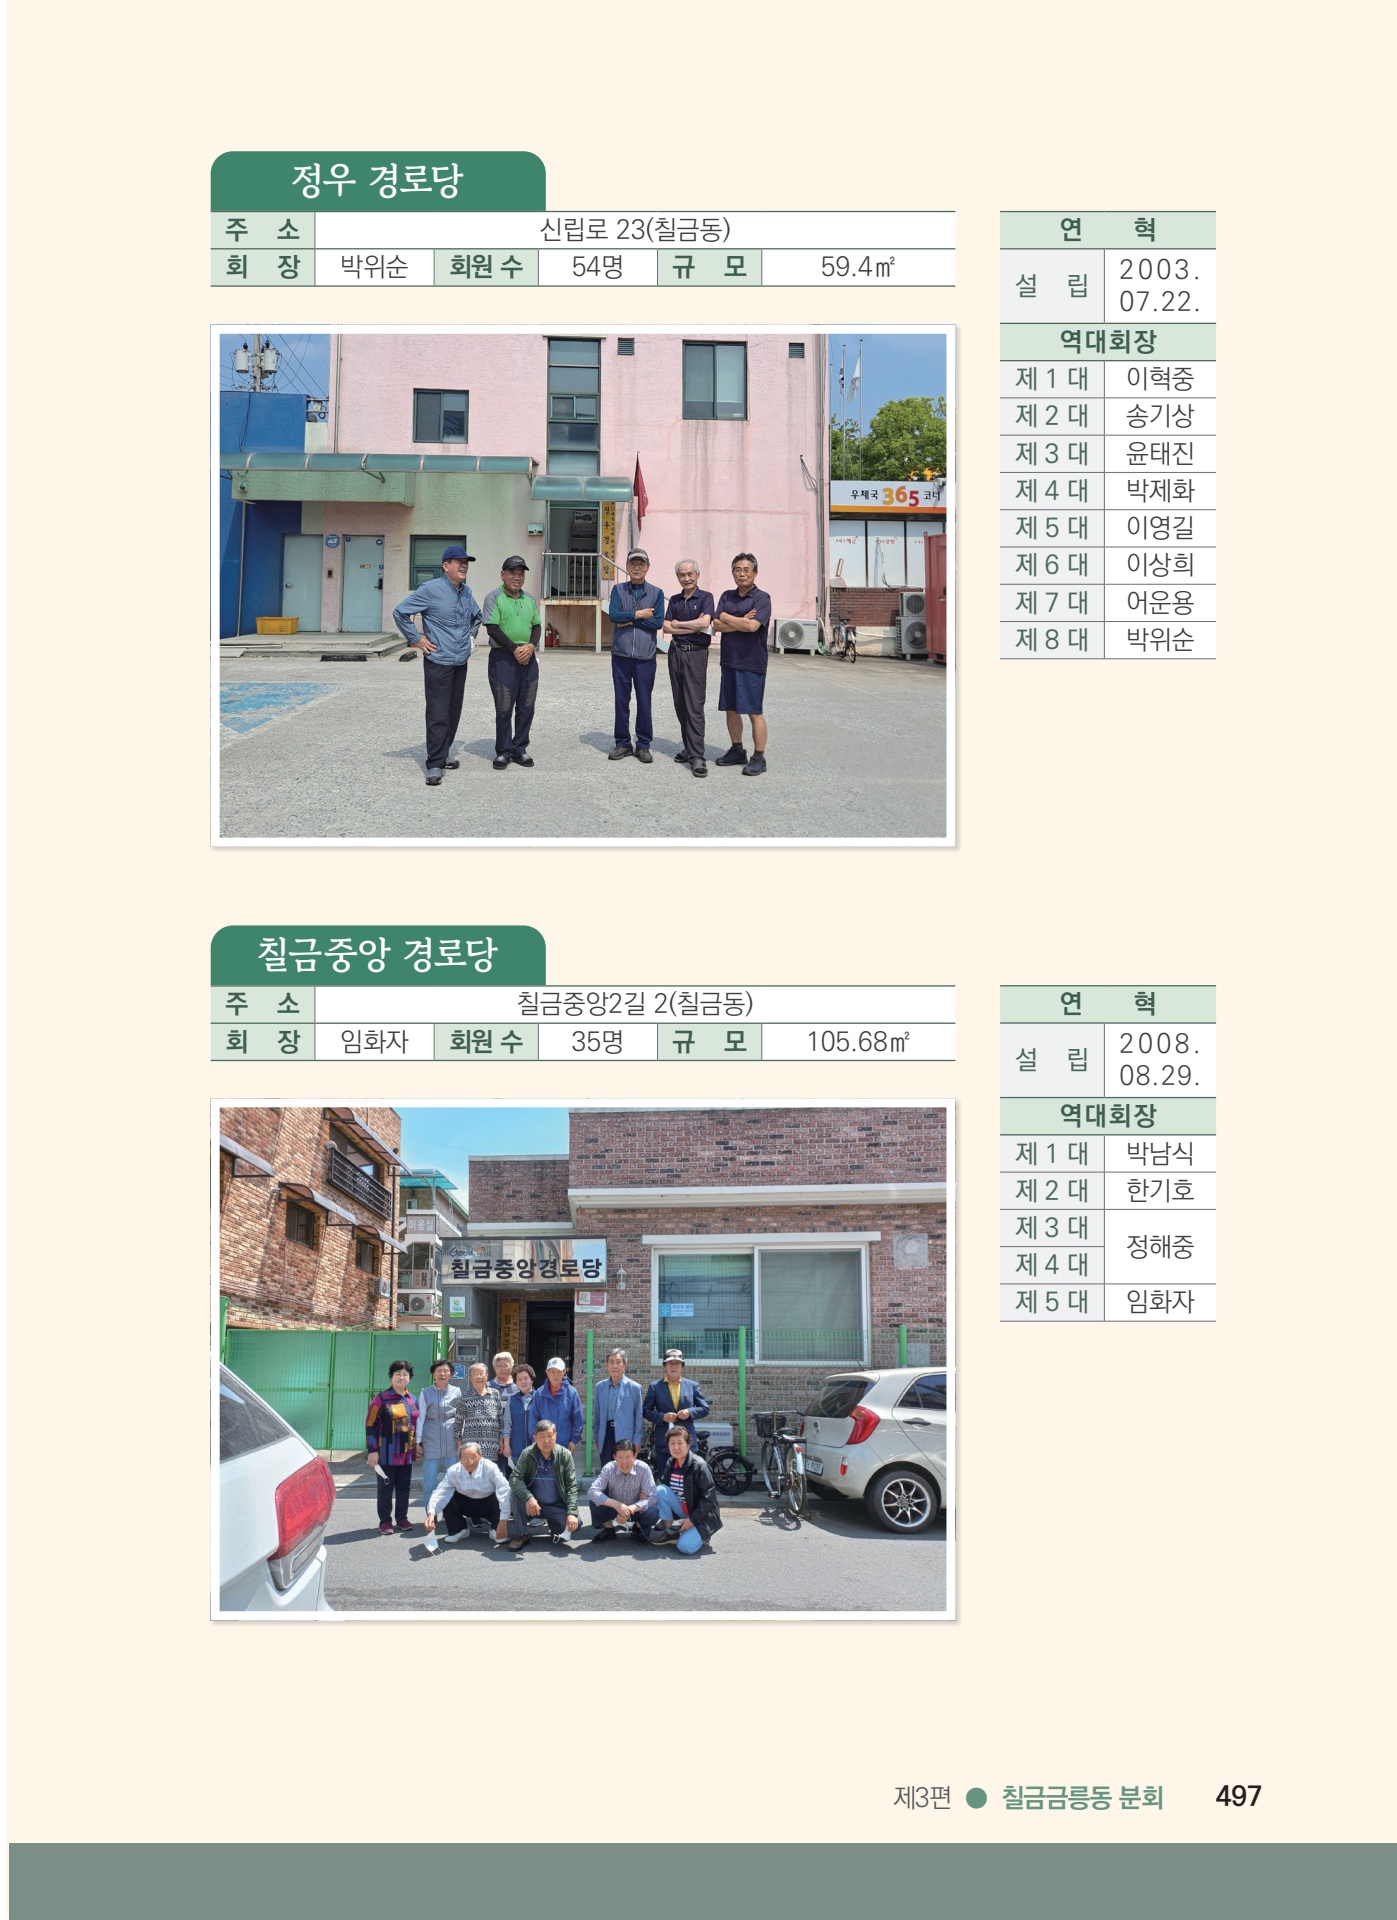 정우 경로당
주 소 신립로 23(칠금동)
회 장 박위순 회원 수 54명 규 모 59.4㎡
연 혁
설 립 2003.
07.22.
역대회장
제 1 대 이혁중
제 2 대 송기상
제 3 대 윤태진
제 4 대 박제화
제 5 대 이영길
제 6 대 이상희
제 7 대 어운용
제 8 대 박위순
우체국 365 코너
정우경로당
칠금중앙 경로당
주 소 칠금중앙2길 2(칠금동)
회 장 임화자 회원 수 35명 규 모 105.68㎡
연 혁
설 립 2008.
08.29.
역대회장
제 1 대 박남식
제 2 대 한기호
제 3 대 정해중
제 4 대
제 5 대 임화자
미용실
Good
칠금중앙경로당
제3편 ● 칠금금릉동 분회 497